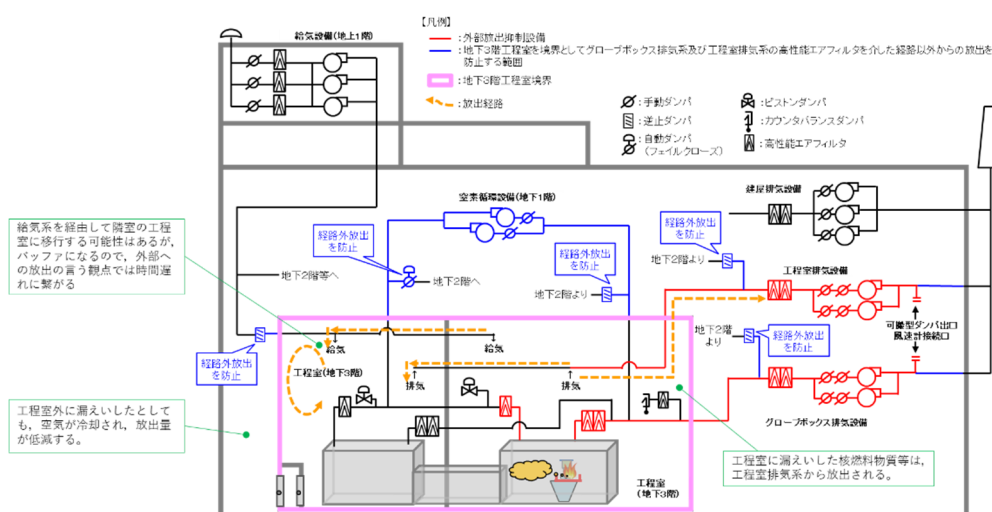 【凡例】
：外部放出抑制設備
：地下3階工程室を境界としてグローブボックス排気系及び工程室排気系の高性能エアフィルタを介した経路以外からの放出を
防止する範囲
：地下3階工程室境界
：放出経路
：手動ダンパ
：逆止ダンパ
：自動ダンパ
（フェイルクローズ）
：ピストンダンパ
：カウンタバランスダンパ
：高性能エアフィルタ
給気設備(地上1階)
窒素循環設備(地下1階)
建屋排気設備
給気系を経由して隣室の工程
室に移行する可能性はあるが，
バッファになるので，外部へ
の放出の言う観点では時間遅
れに繋がる
経路外放出
を防止
経路外放出
を防止
経路外放出
を防止
地下2階等へ
地下2階へ
地下2階より
地下2階より
工程室排気設備
地下2階
より
経路外放出
を防止
可搬型ダンパ出口
風速計接続口
経路外放出
を防止
給気
給気
工程室(地下3階)
排気
排気
グローブボックス排気設備
工程室外に漏えいしたとして
も，空気が冷却され，放出量
が低減する。
工程室に漏えいした核燃料物質等は，
工程室排気系から放出される。
工程室
(地下3階)